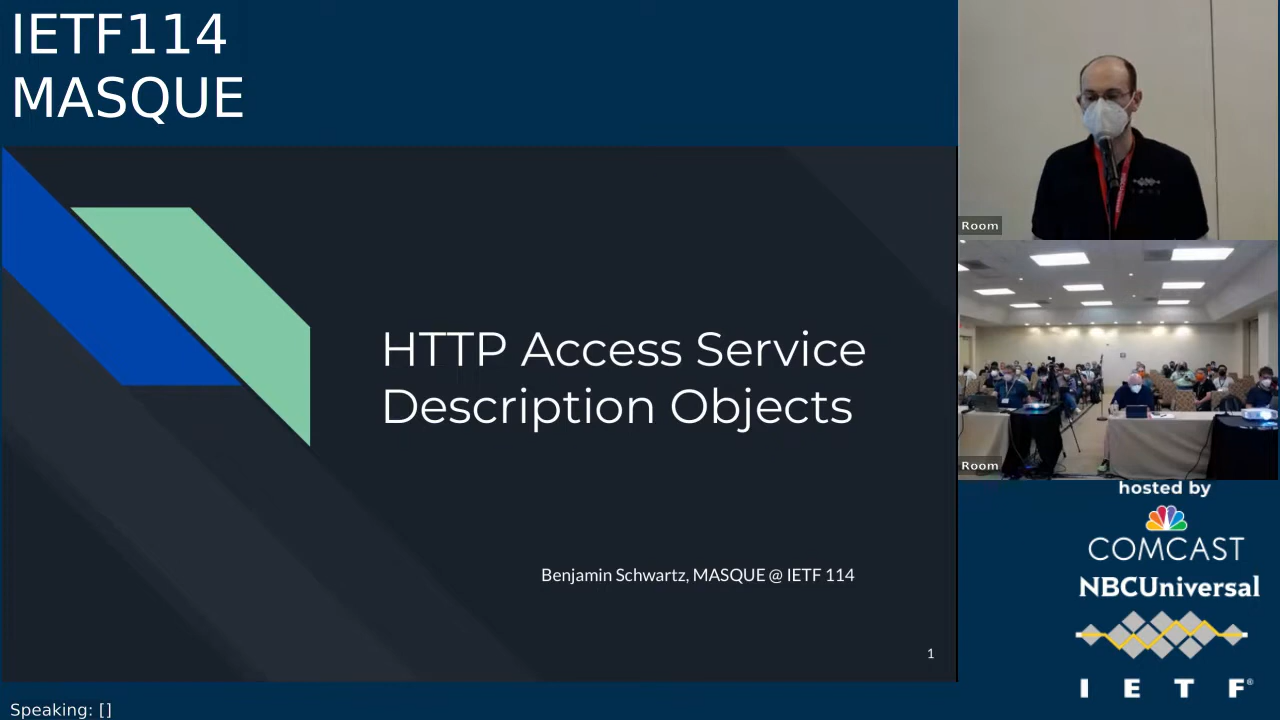 IETF114
MASQUE
HTTP Access Service
Description Objects
Benjamin Schwartz, MASQUE @ IETF 114
1
Room
Room
hosted by
COMCAST
NBCUniversal
I E T F®
Speaking: []